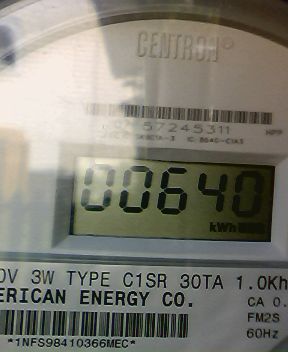 CENTRON®
57245311
00640
kWh
0V 3W TYPE C1SR 30TA 1.0Kh
ERICAN ENERGY CO.
CA 0.
FM2S
60Hz
*1NFS98410366MEC*